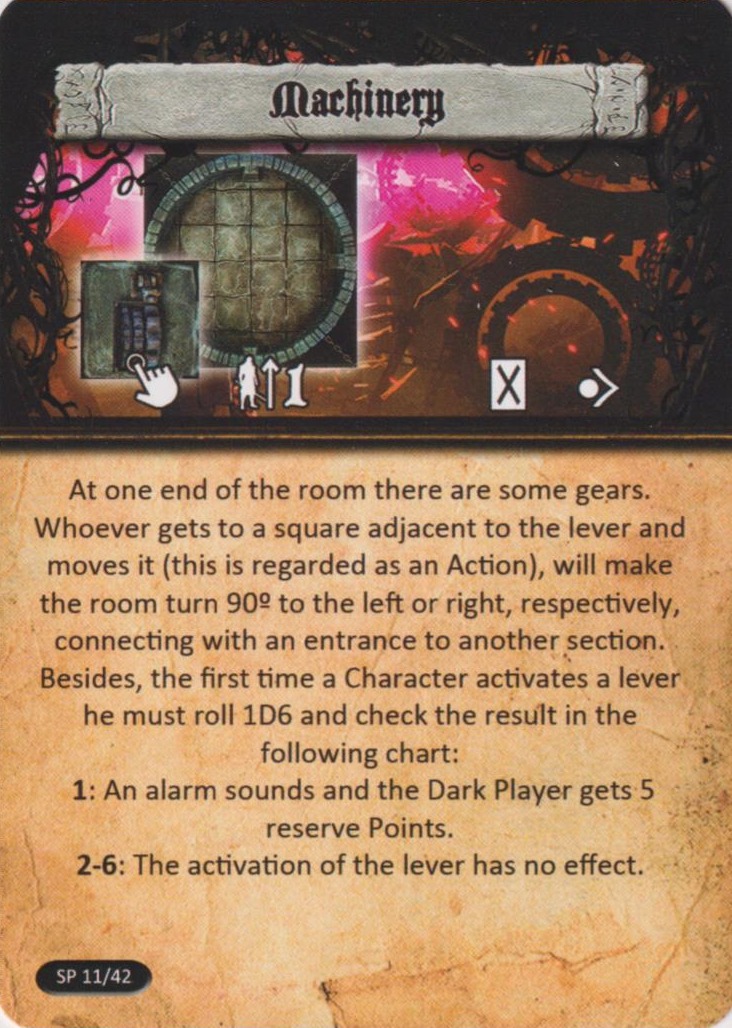 Machinery
1
X
At one end of the room there are some gears.
Whoever gets to a square adjacent to the lever and
moves it (this is regarded as an Action), will make
the room turn 90º to the left or right, respectively,
connecting with an entrance to another section.
Besides, the first time a Character activates a lever
he must roll 1D6 and check the result in the
following chart:
1: An alarm sounds and the Dark Player gets 5
reserve Points.
2-6: The activation of the lever has no effect.
SP 11/42